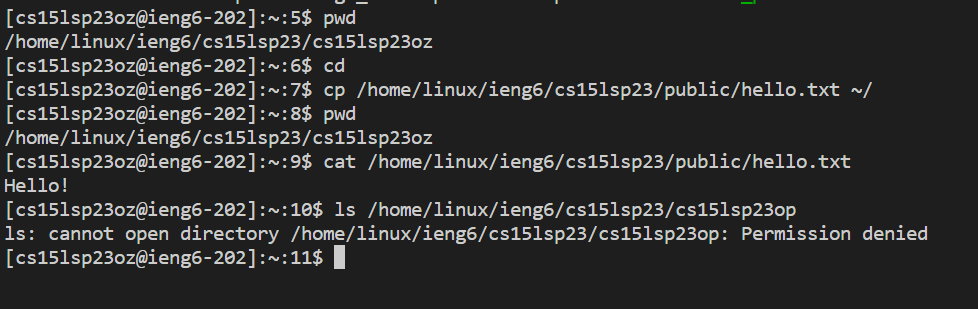 [cs15lsp23oz@ieng6-202]:~:5$ pwd
/home/linux/ieng6/cs15lsp23/cs15lsp23oz
[cs15lsp23oz@ieng6-202]:~:6$ cd
[cs15lsp23oz@ieng6-202]:~:7$ cp /home/linux/ieng6/cs15lsp23/public/hello.txt ~/
[cs15lsp23oz@ieng6-202]:~:8$ pwd
/home/linux/ieng6/cs15lsp23/cs15lsp23oz
[cs15lsp23oz@ieng6-202]:~:9$ cat /home/linux/ieng6/cs15lsp23/public/hello.txt
Hello!
[cs15lsp23oz@ieng6-202]:~:10$ ls /home/linux/ieng6/cs15lsp23/cs15lsp23op
ls: cannot open directory /home/linux/ieng6/cs15lsp23/cs15lsp23op: Permission denied
[cs15lsp23oz@ieng6-202]:~:11$